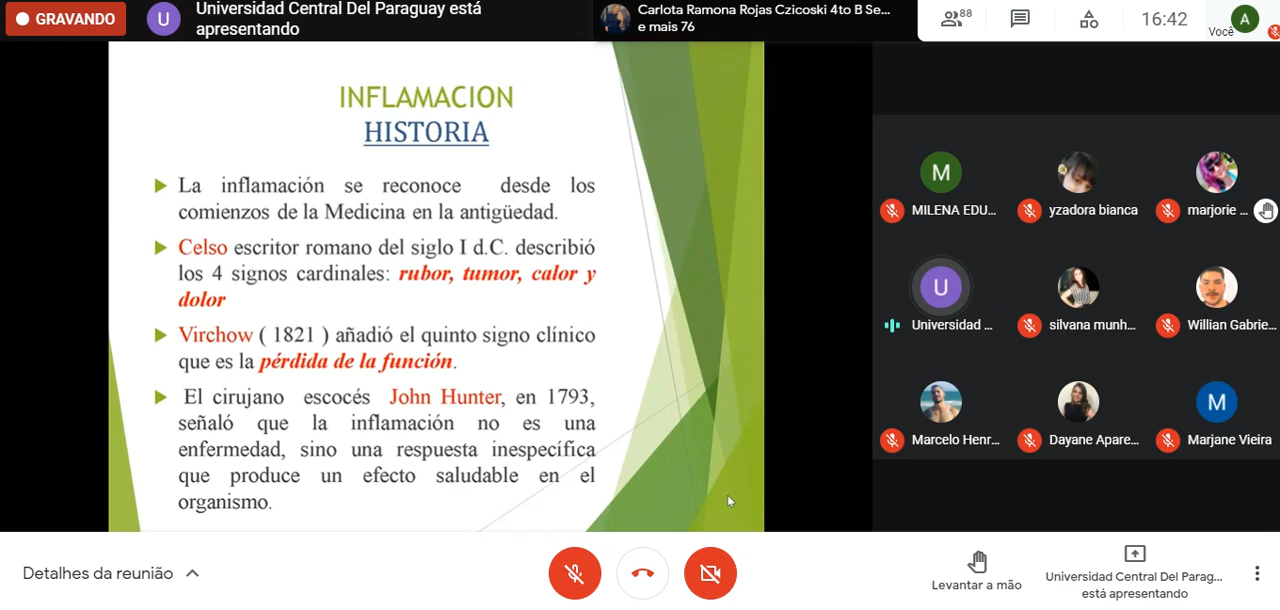 GRAVANDO
U
Universidad Central Del Paraguay está
apresentando
Carlota Ramona Rojas Czicoski 4to B Se...
e mais 76
88
16:42
Você
A
INFLAMACION
HISTORIA
La inflamación se reconoce desde los
comienzos de la Medicina en la antigüedad.
Celso escritor romano del siglo I d.C. describió
los 4 signos cardinales: rubor, tumor, calor y
dolor
Virchow ( 1821 ) añadió el quinto signo clínico
que es la pérdida de la función.
El cirujano escocés John Hunter, en 1793,
señaló que la inflamación no es una
enfermedad, sino una respuesta inespecífica
que produce un efecto saludable en el
organismo.
M
MILENA EDU...
yzadora bianca
marjorie ...
U
Universidad ...
silvana munh...
Willian Gabrie...
Marcelo Henr...
Dayane Apare...
M
Marjane Vieira
Detalhes da reunião
Levantar a mão
Universidad Central Del Parag...
está apresentando